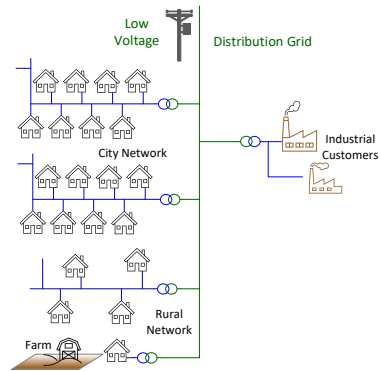 Low
Voltage
Distribution Grid
Industrial
Customers
City Network
Rural
Network
Farm